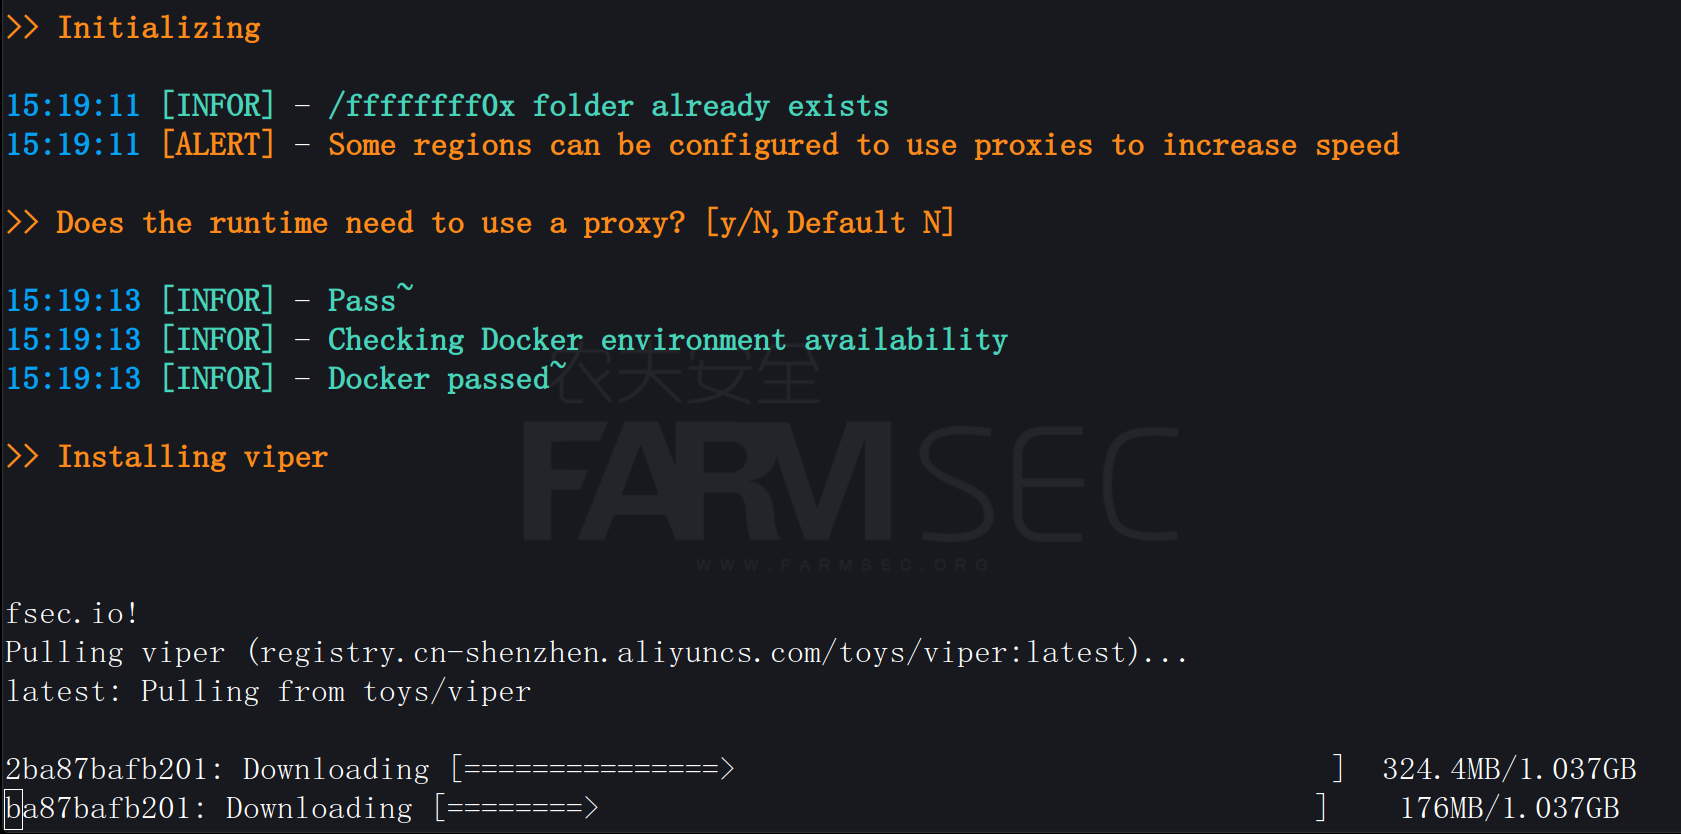 >> Initializing
15:19:11 [INFOR] - /ffffffff0x folder already exists
15:19:11 [ALERT] - Some regions can be configured to use proxies to increase speed
>> Does the runtime need to use a proxy? [y/N,Default N]
15:19:13 [INFOR] - Pass~
15:19:13 [INFOR] - Checking Docker environment availability
15:19:13 [INFOR] - Docker passed~
农夫安全
FARMSEC
>> Installing viper
WWW.FARMSEC.ORG
fsec.io!
Pulling viper (registry.cn-shenzhen.aliyuncs.com/toys/viper:latest)...
latest: Pulling from toys/viper
2ba87bafb201: Downloading [===============>                                   ]  324.4MB/1.037GB
ba87bafb201: Downloading [========>                                          ]    176MB/1.037GB